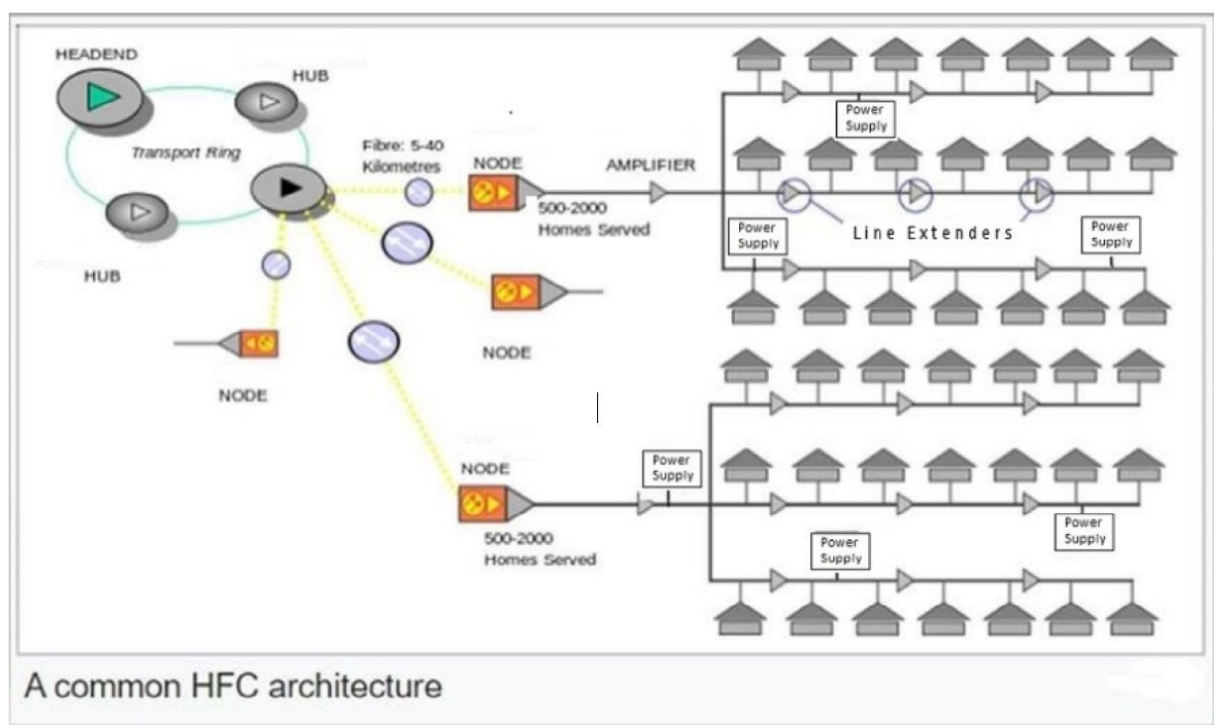 HEADEND
HUB
Transport Ring
HUB
Fibre: 5-40
Kilometres
NODE
500-2000
Homes Served
AMPLIFIER
Power
Supply
Line Extenders
Power
Supply
Power
Supply
NODE
NODE
NODE
500-2000
Homes Served
Power
Supply
Power
Supply
Power
Supply
A common HFC architecture